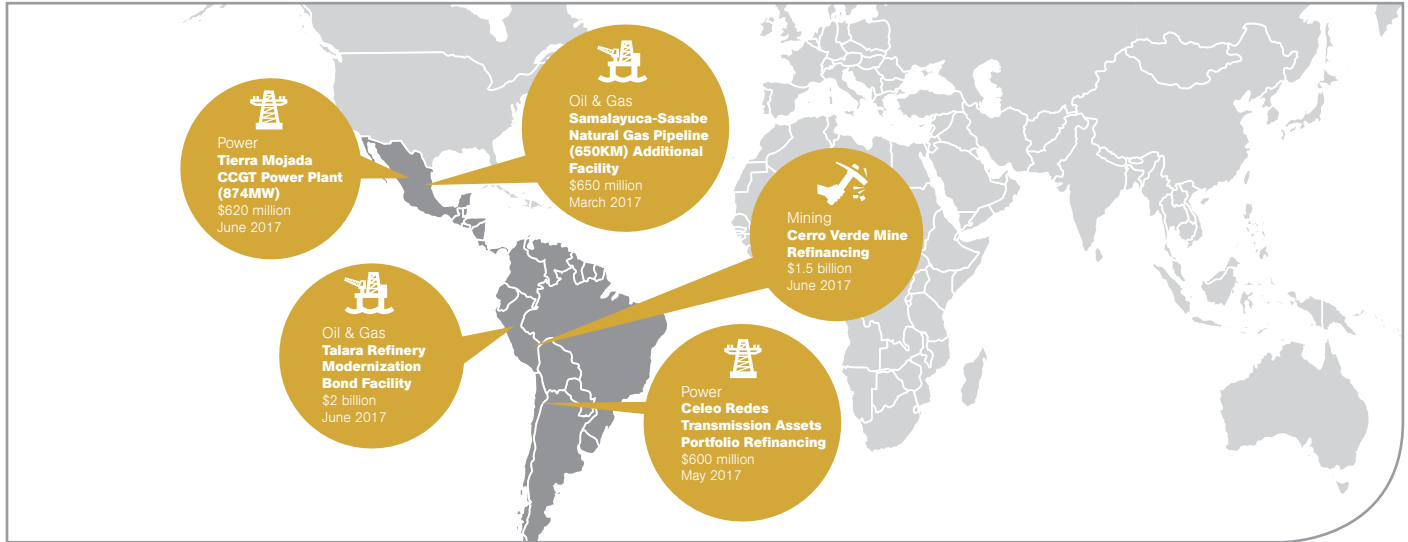 Power
Tierra Mojada
CCGT Power Plant
(874MW)
$620 million
June 2017
Oil & Gas
Samalayuca-Sasabe
Natural Gas Pipeline
(650KM) Additional
Facility
$650 million
March 2017
Mining
Cerro Verde Mine
Refinancing
$1.5 billion
June 2017
Oil & Gas
Talara Refinery
Modernization
Bond Facility
$2 billion
June 2017
Power
Celeo Redes
Transmission Assets
Portfolio Refinancing
$600 million
May 2017